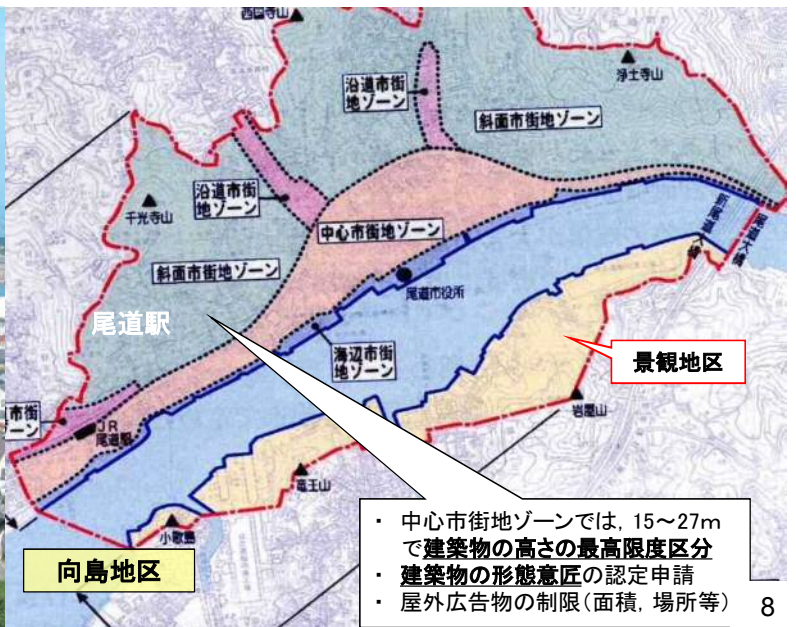 西国寺山
浄土寺山
沿道市街
地ゾーン
斜面市街地ゾーン
沿道市街
地ゾーン
千光寺山
中心市街地ゾーン
新尾道大橋
尾道大橋
斜面市街地ゾーン
尾道市役所
尾道駅
海辺市街
地ゾーン
景観地区
市街
ーン
JR
尾道駅
岩屋山
竜王山
小歌島
向島地区
・ 中心市街地ゾーンでは，15～27m
で建築物の高さの最高限度区分
・ 建築物の形態意匠の認定申請
・ 屋外広告物の制限（面積，場所等）
8